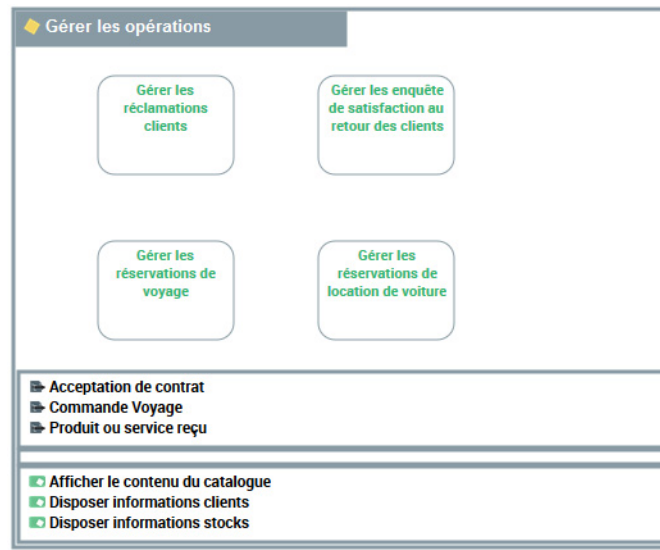 Gérer les opérations
Gérer les
réclamations
clients
Gérer les enquête
de satisfaction au
retour des clients
Gérer les
réservations de
voyage
Gérer les
réservations de
location de voiture
Acceptation de contrat
Commande Voyage
Produit ou service reçu
Afficher le contenu du catalogue
Disposer informations clients
Disposer informations stocks